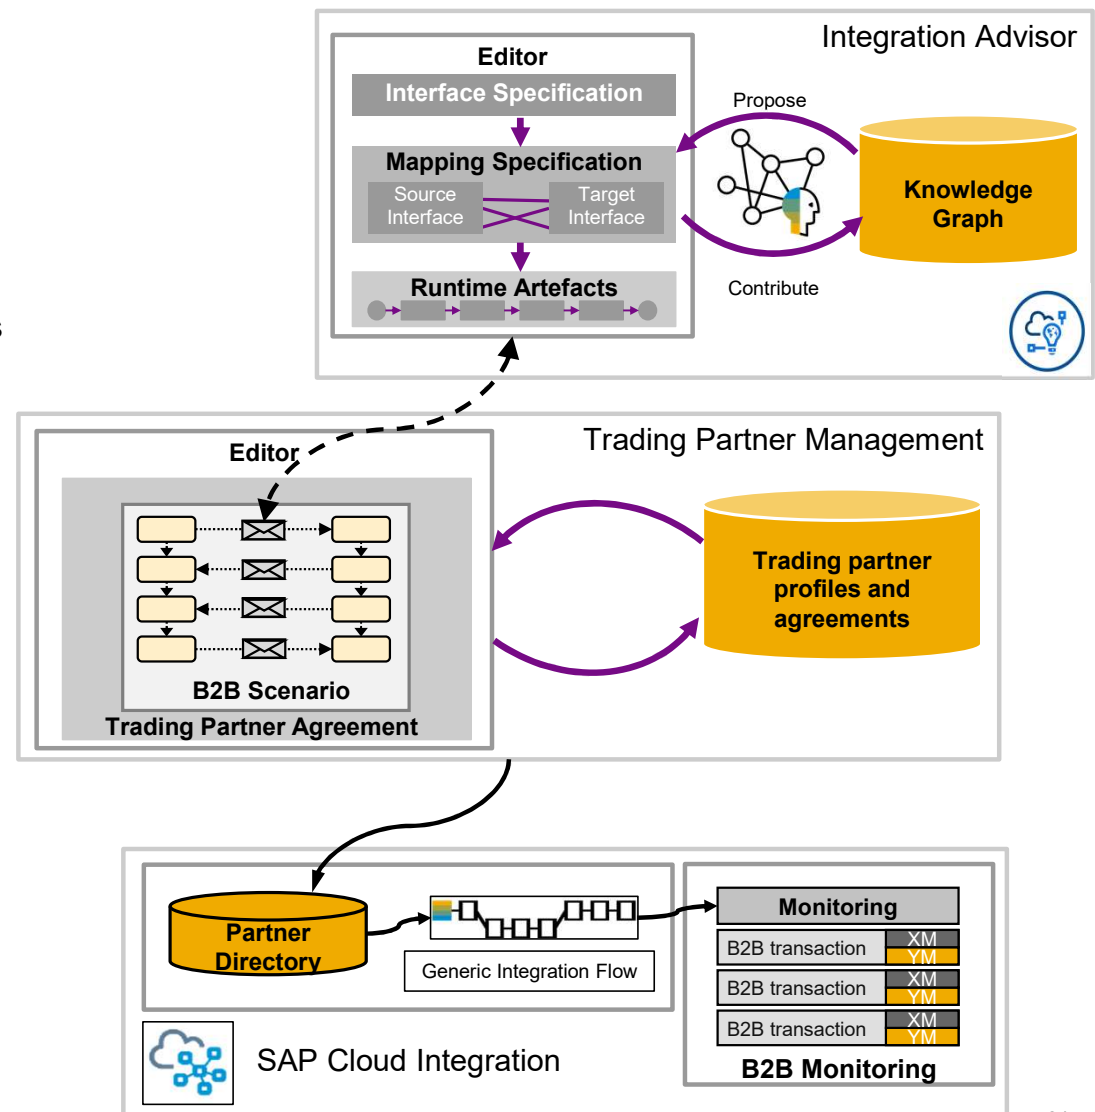 Integration Advisor
Editor
Interface Specification
Propose
Mapping Specification
Source
Interface
Target
Interface
Knowledge
Graph
Runtime Artefacts
Contribute
s
Trading Partner Management
Editor
Trading partner
profiles and
agreements
B2B Scenario
Trading Partner Agreement
Partner
Directory
Generic Integration Flow
Monitoring
B2B transaction
XM
YM
B2B transaction
XM
YM
B2B transaction
XM
YM
B2B Monitoring
SAP Cloud Integration